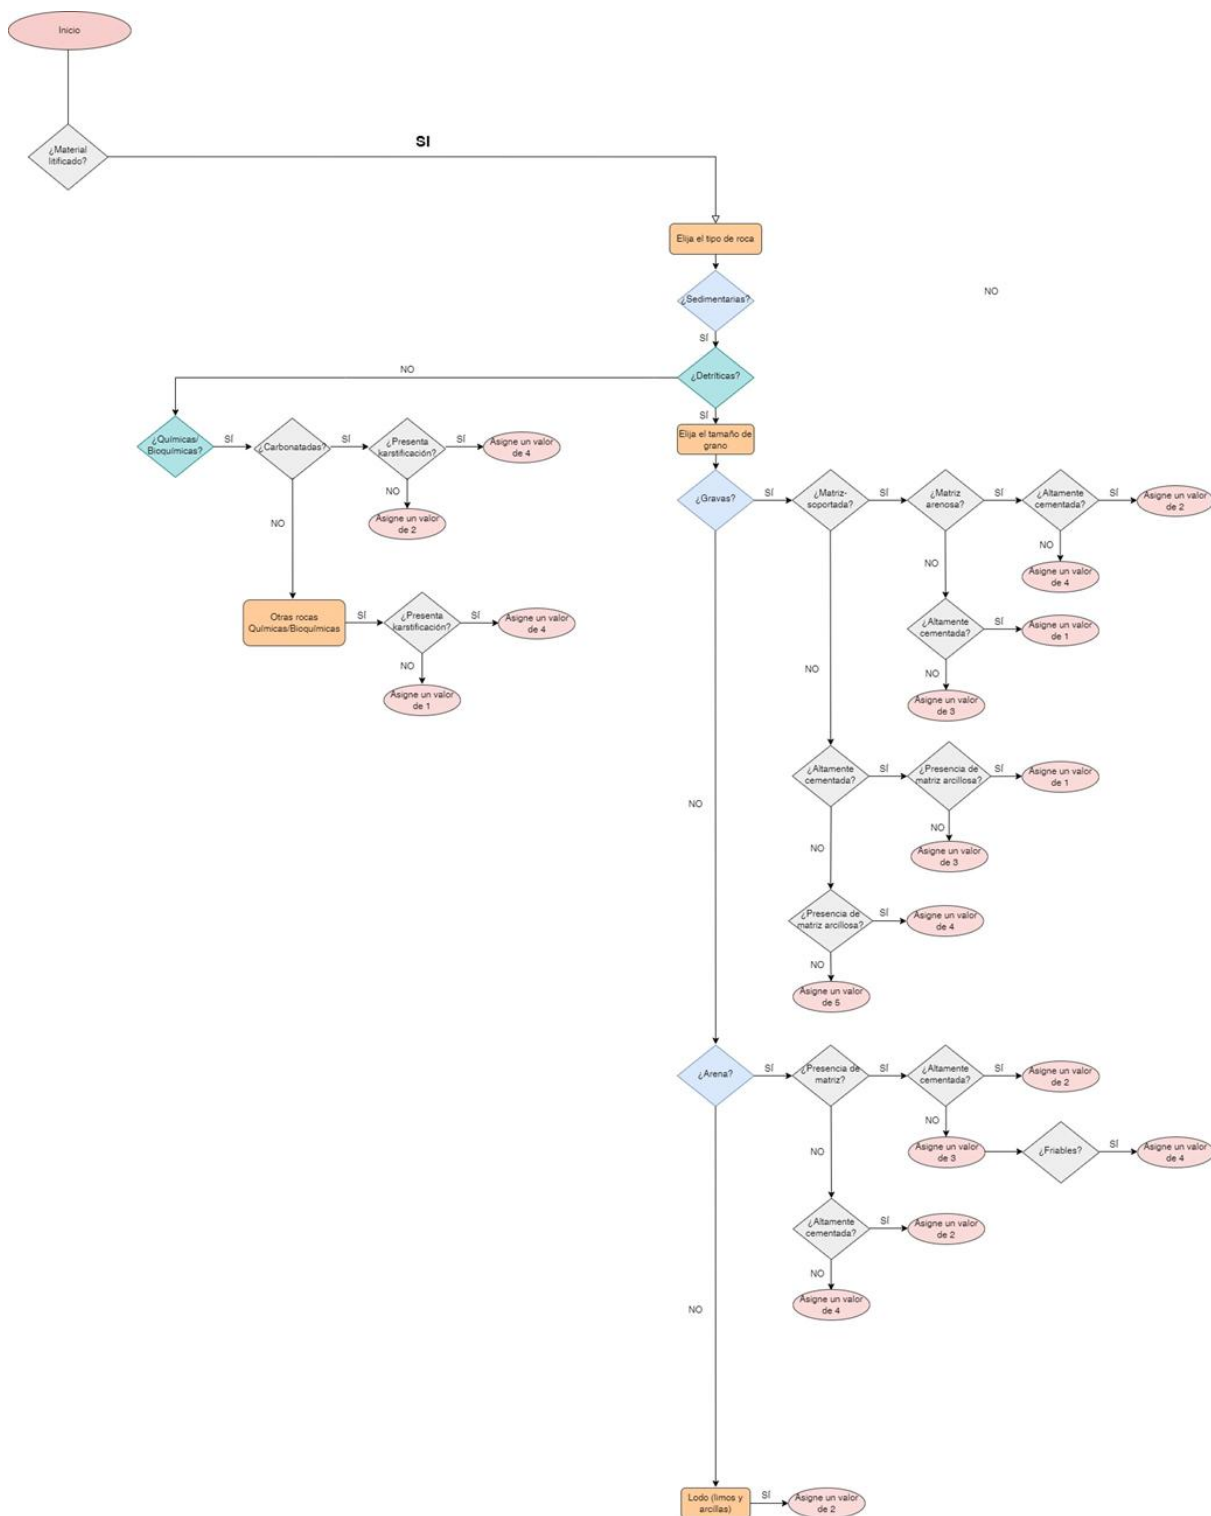 Inicio
¿Material
litificado?
SI
Elija el tipo de roca
¿Sedimentarias?
NO
SÍ
NO
¿Detríticas?
SÍ
Elija el tamaño de
grano
¿Químicas/
Bioquímicas?
SÍ
¿Carbonatadas?
SÍ
¿Presenta
karstificación?
SÍ
Asigne un valor
de 4
NO
Asigne un valor
de 2
NO
Otras rocas
Químicas/Bioquímicas
SÍ
¿Presenta
karstificación?
SÍ
Asigne un valor
de 4
NO
Asigne un valor
de 1
¿Gravas?
SÍ
¿Matriz-
soportada?
SÍ
¿Matriz
arenosa?
SÍ
¿Altamente
cementada?
SÍ
Asigne un valor
de 2
NO
Asigne un valor
de 4
NO
¿Altamente
cementada?
SÍ
Asigne un valor
de 1
NO
Asigne un valor
de 3
NO
¿Altamente
cementada?
SÍ
¿Presencia de
matriz arcillosa?
SÍ
Asigne un valor
de 1
NO
Asigne un valor
de 3
NO
¿Presencia de
matriz arcillosa?
SÍ
Asigne un valor
de 4
NO
Asigne un valor
de 5
NO
¿Arena?
SÍ
¿Presencia de
matriz?
SÍ
¿Altamente
cementada?
SÍ
Asigne un valor
de 2
NO
Asigne un valor
de 3
¿Friables?
SÍ
Asigne un valor
de 4
NO
¿Altamente
cementada?
SÍ
Asigne un valor
de 2
NO
Asigne un valor
de 4
NO
Lodo (limos y
arcillas)
SÍ
Asigne un valor
de 2